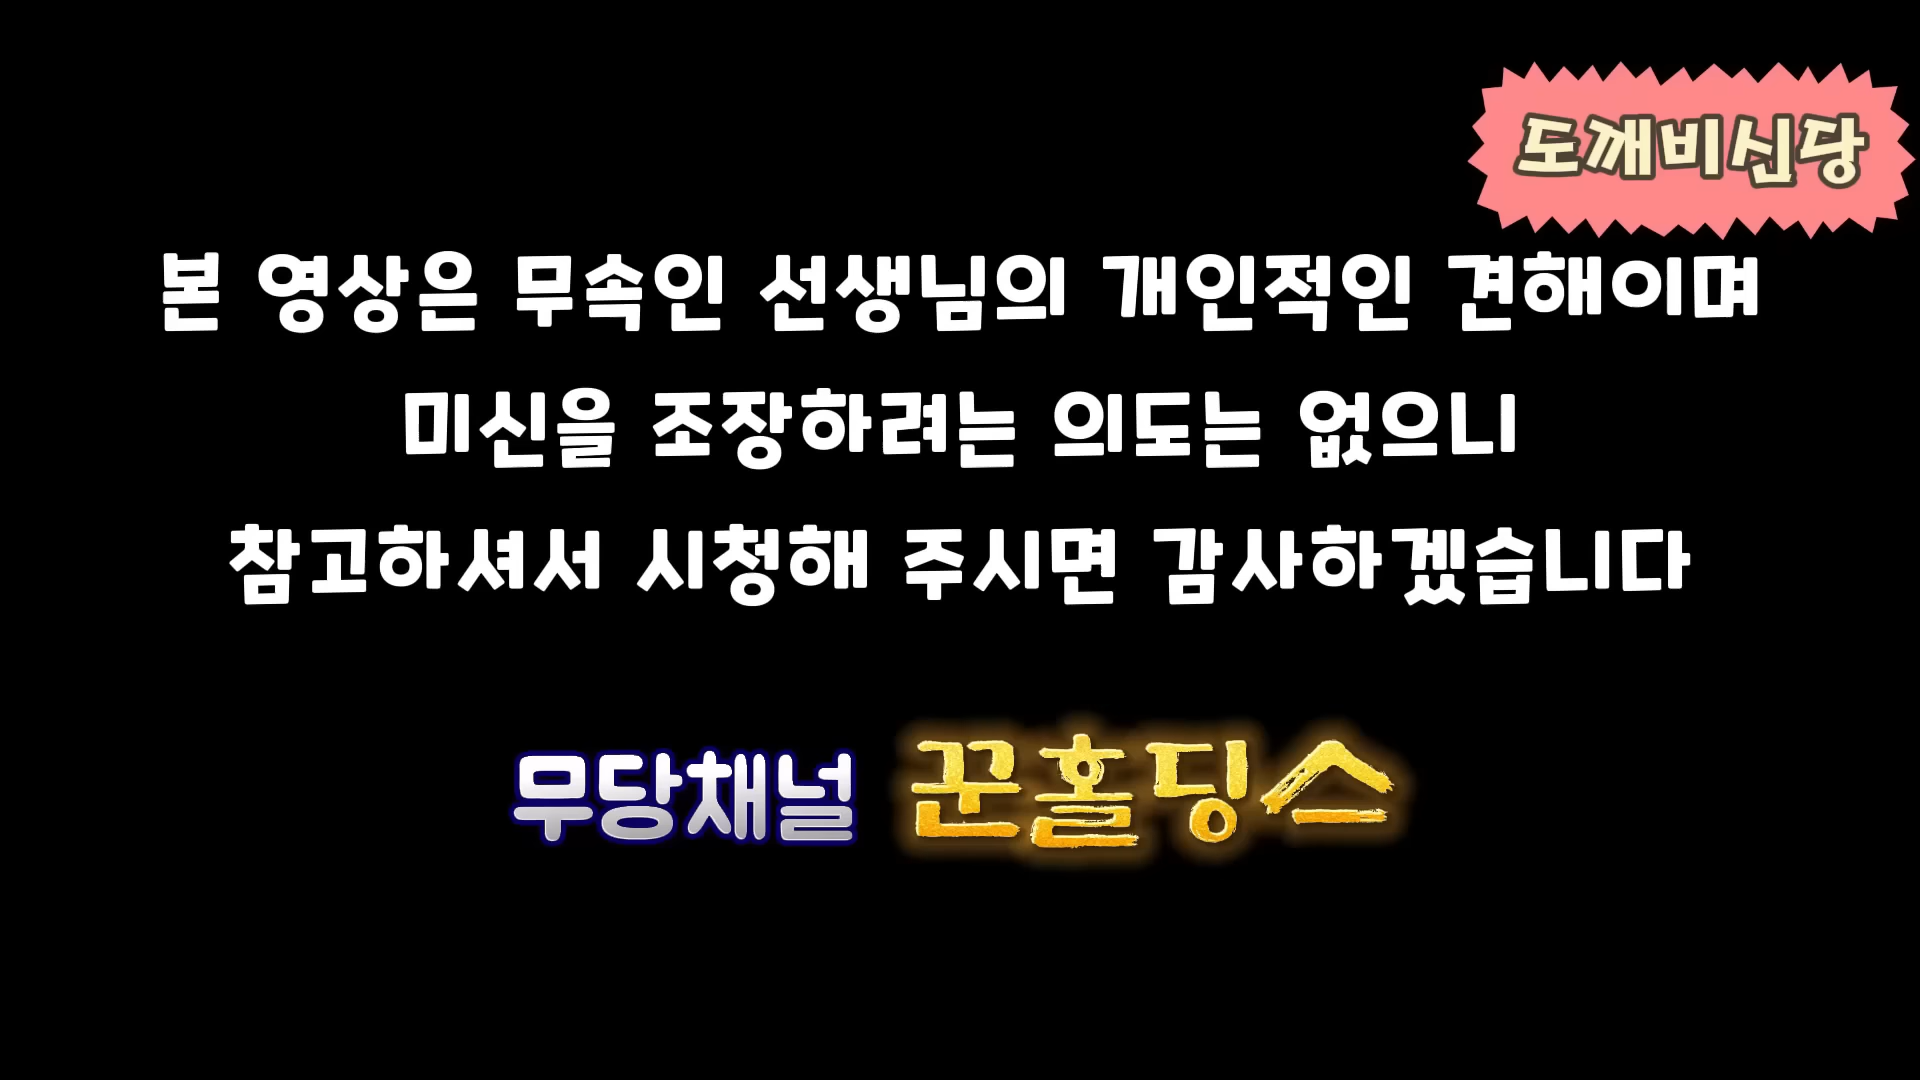 도깨비신당
본 영상은 무속인 선생님의 개인적인 견해이며
미신을 조장하려는 의도는 없으니
참고하셔서 시청해 주시면 감사하겠습니다
무당채널 꾼홀딩스